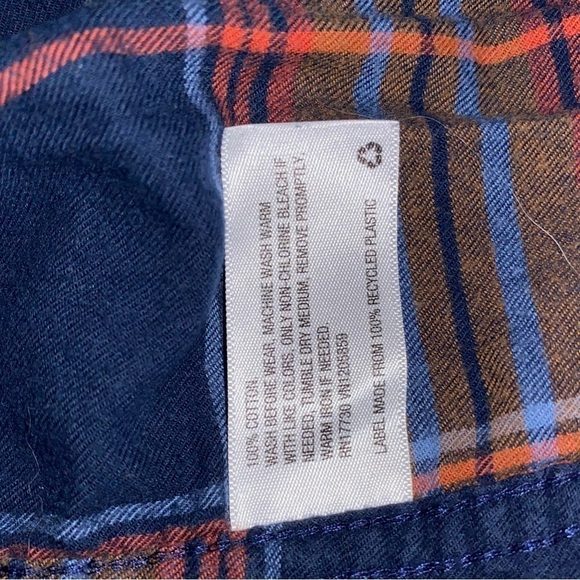 100% COTTON.
WASH BEFORE WEAR. MACHINE WASH WARM
WITH LIKE COLORS, ONLY NON-CHLORINE BLEACH IF
NEEDED, TUMBLE DRY MEDIUM, REMOVE PROMPTLY.
WARM IRON IF NEEDED.
RN17730 VN1205859
LABEL MADE FROM 100% RECYCLED PLASTIC